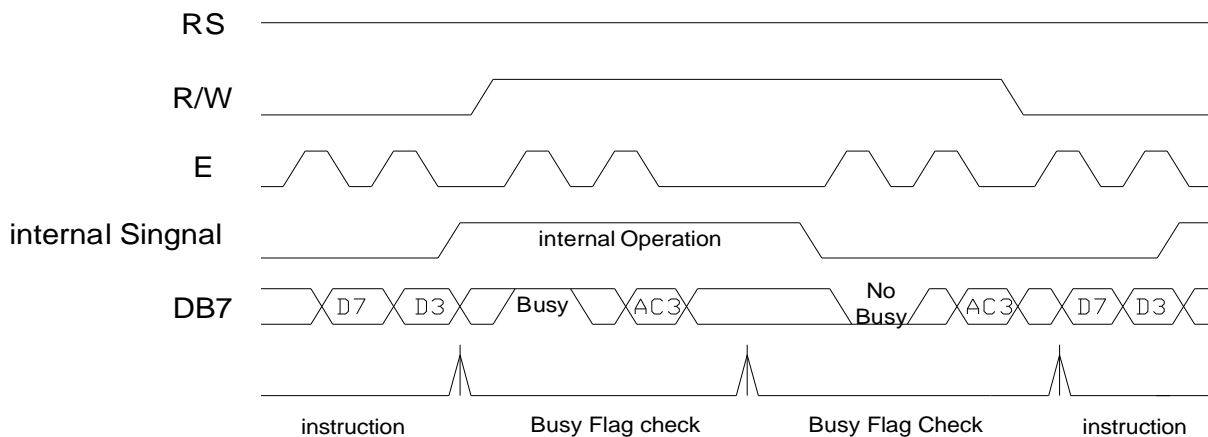 RS
R/W
E
internal Singnal
internal Operation
DB7
D7 D3 Busy AC3 No Busy AC3 D7 D3
instruction Busy Flag check Busy Flag Check instruction